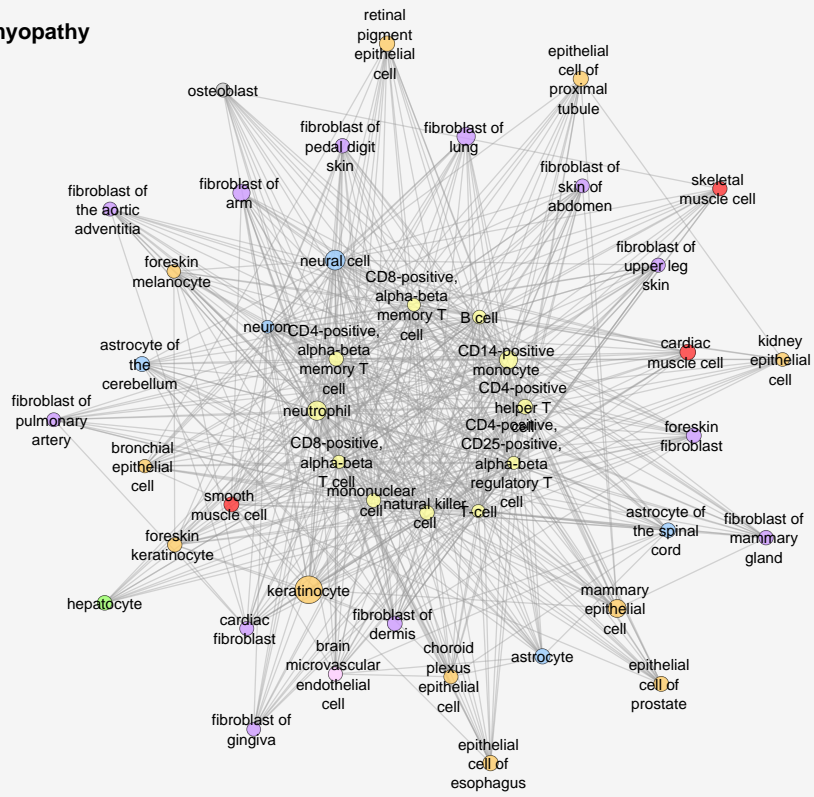 myopathy
retinal
pigment
epithelial
cell
epithelial
cell of
proximal
tubule
osteoblast
fibroblast of
pedal digit
skin
fibroblast of
lung
fibroblast of
skin of
abdomen
skeletal
muscle cell
fibroblast of
the aortic
adventitia
fibroblast of
arm
foreskin
melanocyte
neural cell
fibroblast of
upper leg
skin
CD8-positive,
alpha-beta
memory T
cell
B cell
neuron
CD4-positive,
alpha-beta
memory T
cell
CD14-positive
monocyte
cardiac
muscle cell
kidney
epithelial
cell
astrocyte of
the
cerebellum
CD4-positive
helper T
cell
fibroblast of
pulmonary
artery
neutrophil
CD4-positive,
CD25-positive,
alpha-beta
regulatory T
cell
foreskin
fibroblast
bronchial
epithelial
cell
CD8-positive,
alpha-beta
T cell
smooth
muscle cell
mononuclear
cell
natural killer
cell
T-cell
astrocyte of
the spinal
cord
fibroblast of
mammary
gland
foreskin
keratinocyte
hepatocyte
keratinocyte
mammary
epithelial
cell
cardiac
fibroblast
fibroblast of
dermis
brain
microvascular
endothelial
cell
choroid
plexus
epithelial
cell
astrocyte
epithelial
cell of
prostate
fibroblast of
gingiva
epithelial
cell of
esophagus